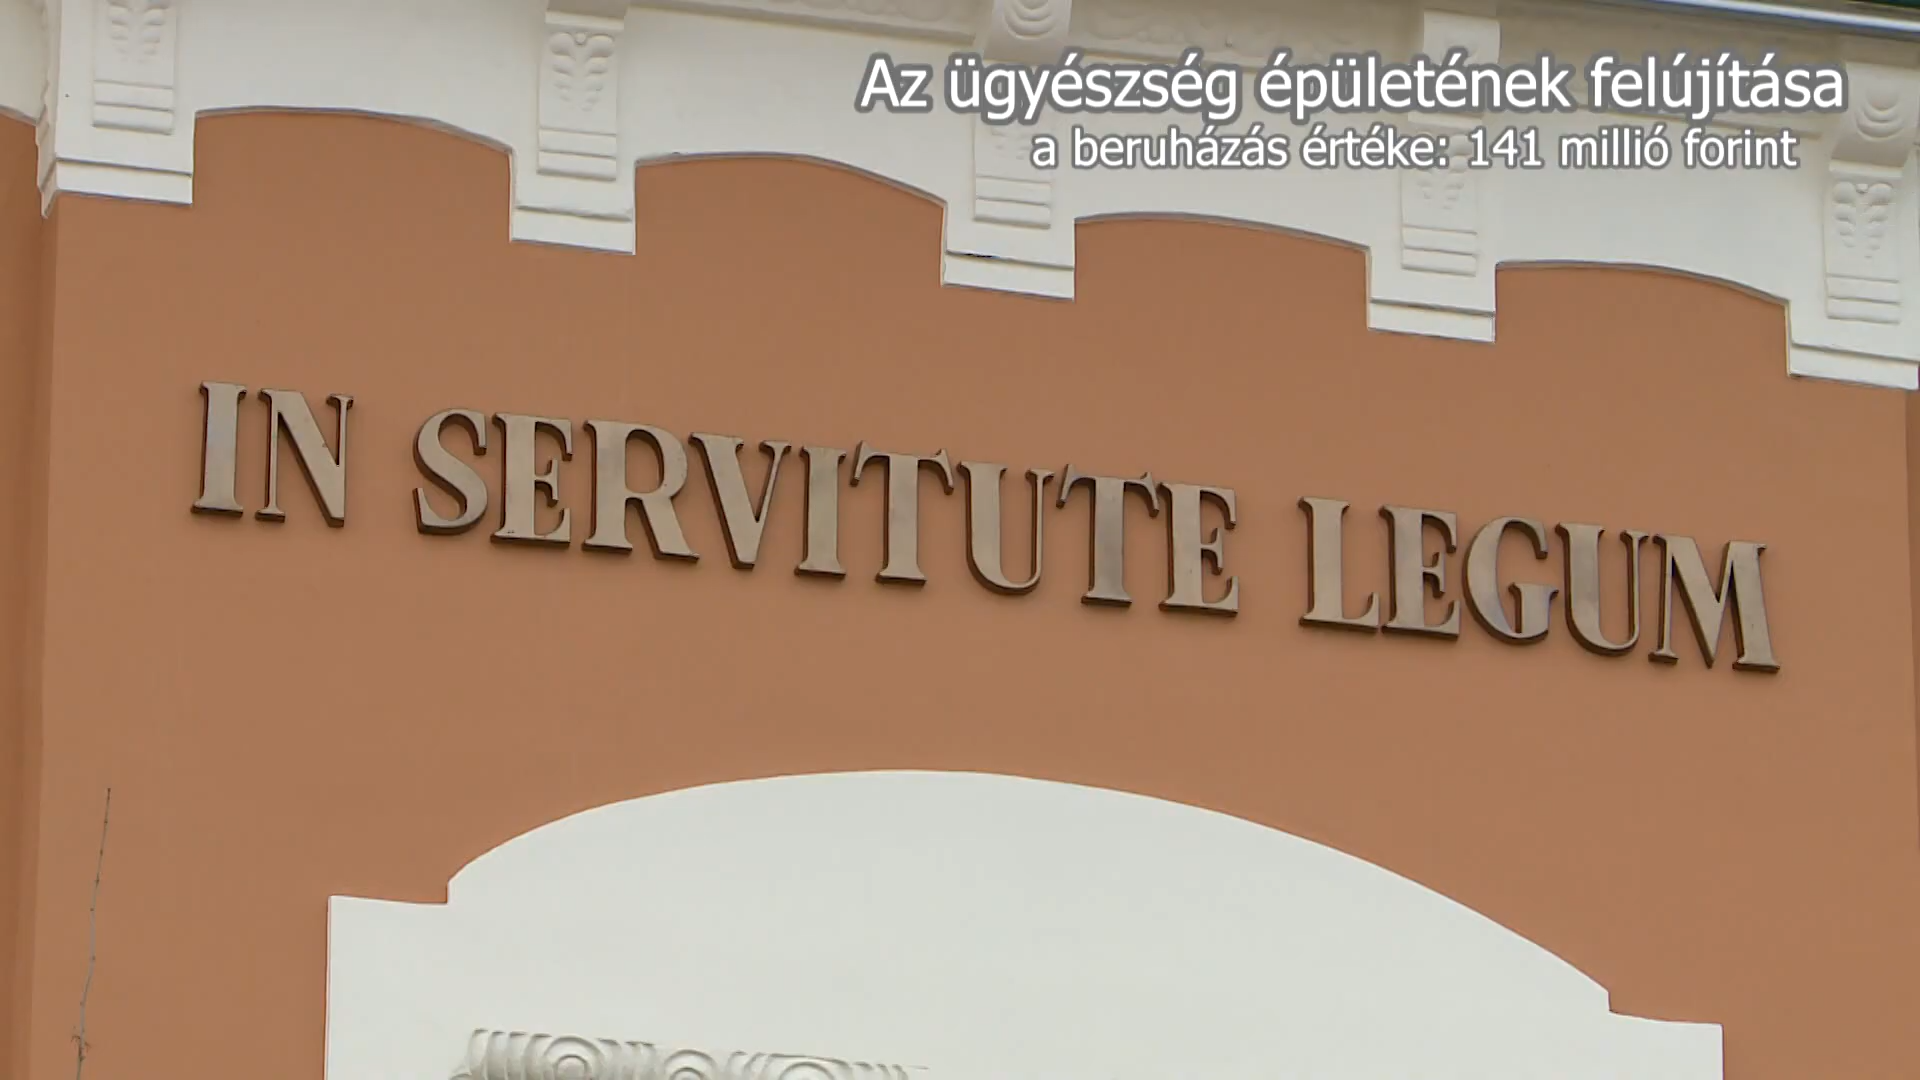 Az ügyészség épületének felújítása
a beruházás értéke: 141 millió forint
IN SERVITUTE LEGUM